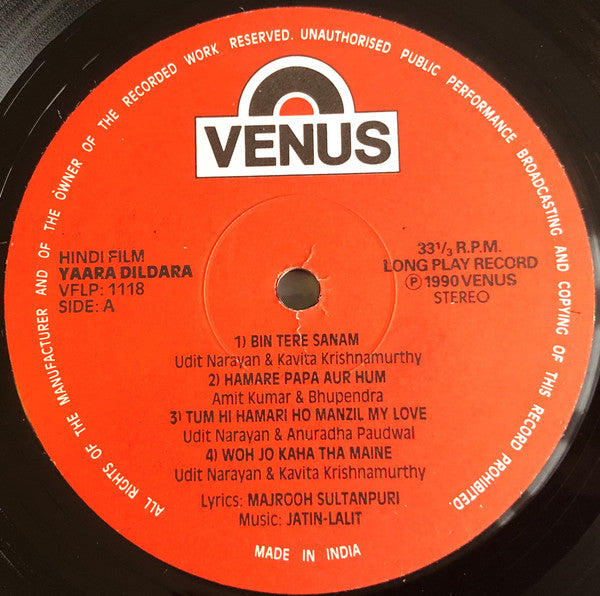 ALL RIGHTS OF THE MANUFACTURER AND OF THE OWNER OF THE RECORDED WORK RESERVED. UNAUTHORISED PUBLIC PERFORMANCE BROADCASTING AND COPYING OF THIS RECORD PROHIBITED.
VENUS
HINDI FILM
YAARA DILDARA
VFLP: 1118
SIDE: A
33⅓ R.P.M.
LONG PLAY RECORD
℗ 1990 VENUS
STEREO
1) BIN TERE SANAM
Udit Narayan & Kavita Krishnamurthy
2) HAMARE PAPA AUR HUM
Amit Kumar & Bhupendra
3) TUM HI HAMARI HO MANZIL MY LOVE
Udit Narayan & Anuradha Paudwal
4) WOH JO KAHA THA MAINE
Udit Narayan & Kavita Krishnamurthy
Lyrics: MAJROOH SULTANPURI
Music: JATIN-LALIT
MADE IN INDIA